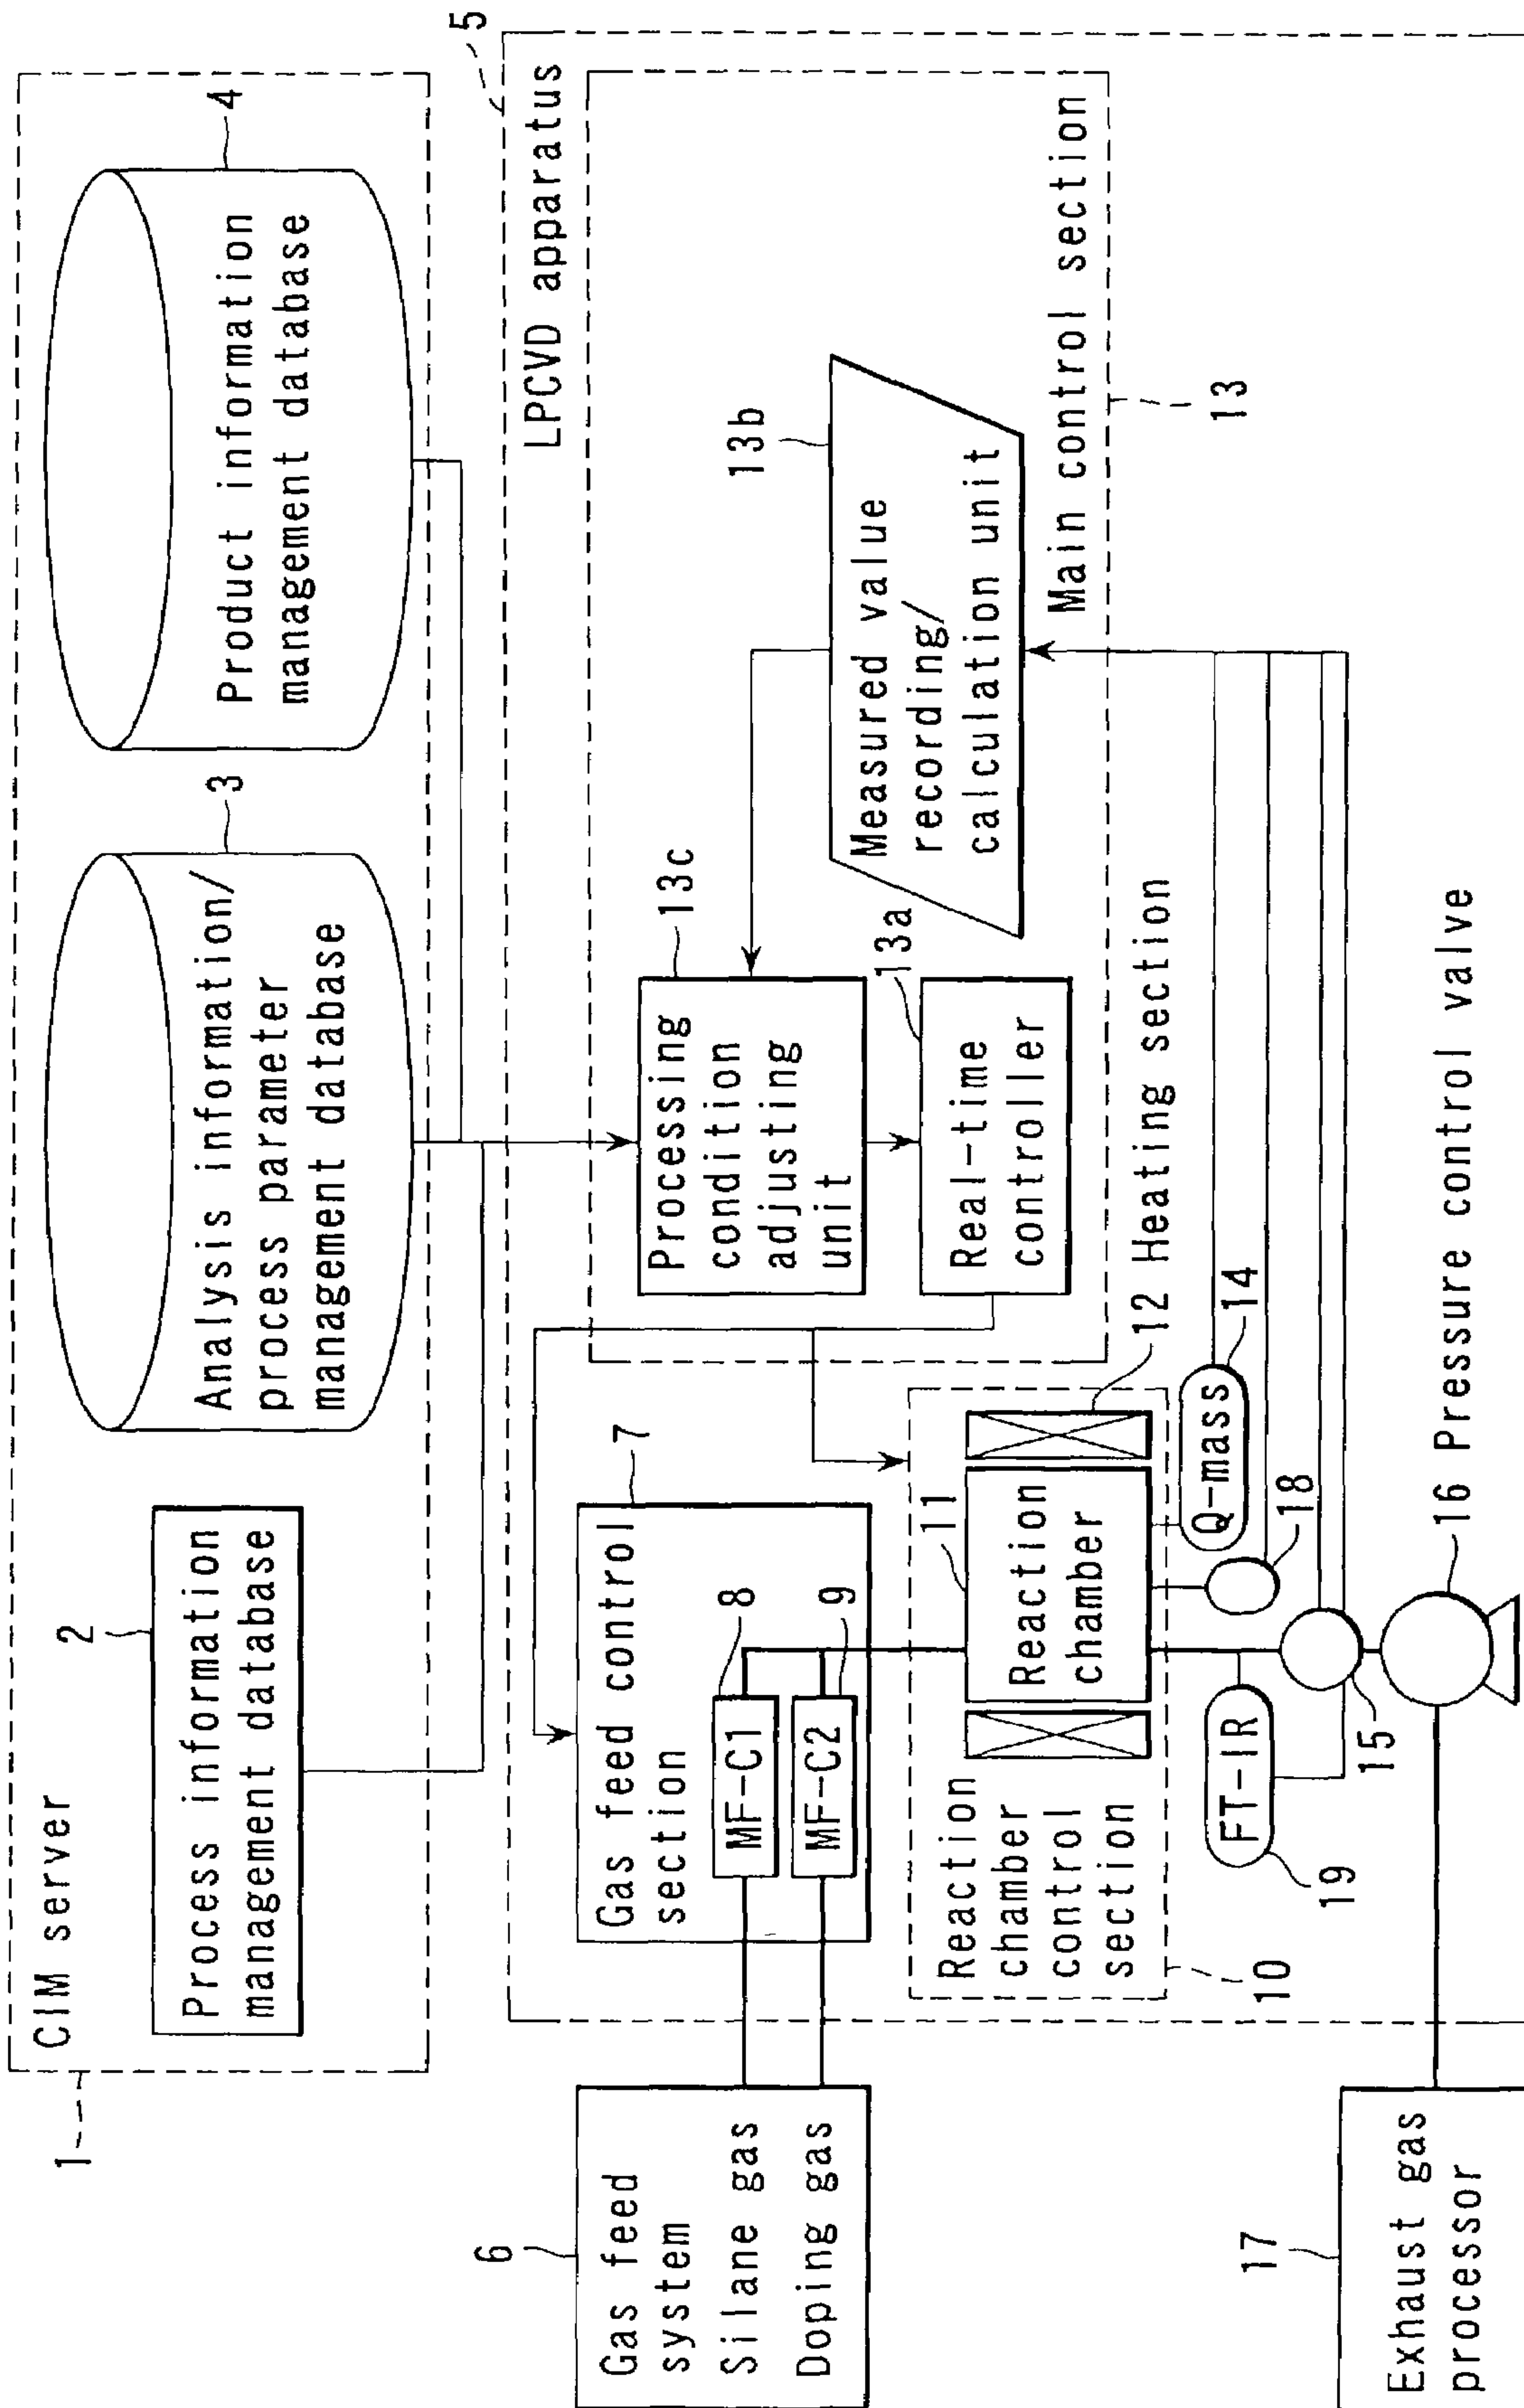 CIM server
1
Process information
management database
2
Analysis information/
process parameter
management database
3
Product information
management database
4
5
LPCVD apparatus
Gas feed
system
Silane gas
Doping gas
6
Gas feed control
section
7
MF-C1
8
MF-C2
9
Processing
condition
adjusting
unit
13c
Real-time
controller
13a
Measured value
recording/
calculation unit
13b
Main control section
13
Reaction
chamber
control
section
10
Reaction
chamber
11
12 Heating section
Q-mass
14
18
FT-IR
19
15
16 Pressure control valve
Exhaust gas
processor
17